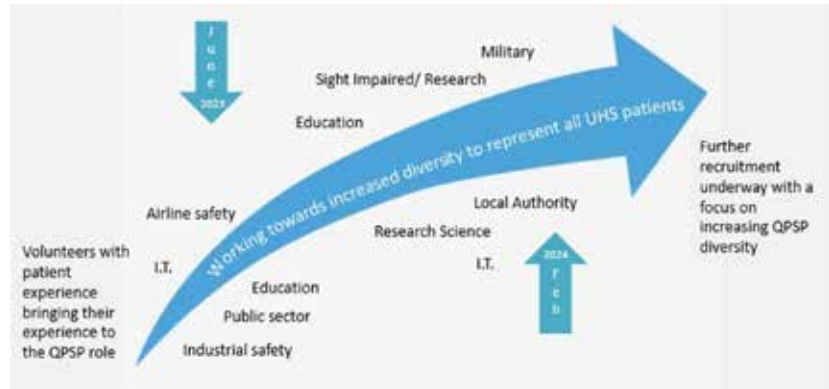 June
2023
Military
Sight Impaired/ Research
Education
Working towards increased diversity to represent all UHS patients
Further
recruitment
underway with a
focus on
increasing QPSP
diversity
Airline safety
Local Authority
Research Science
Volunteers with
patient
experience
bringing their
experience to
the QPSP role
I.T.
I.T.
2024
Feb
Education
Public sector
Industrial safety